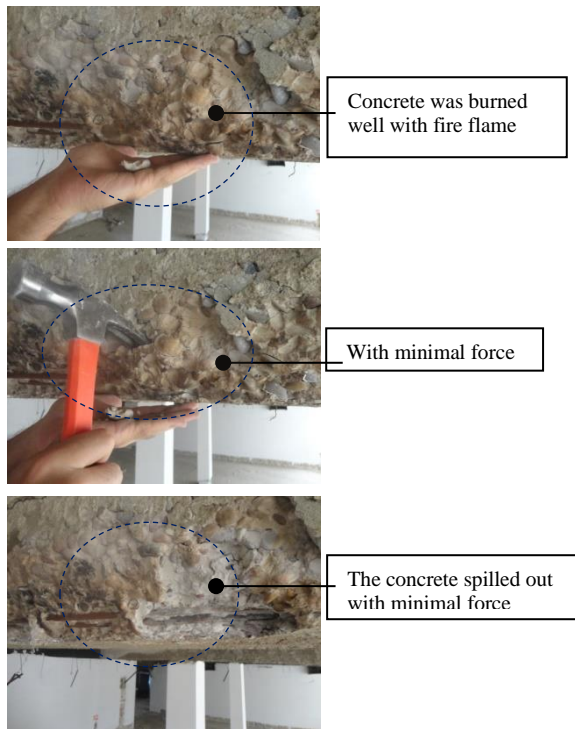 Concrete was burned
well with fire flame
With minimal force
The concrete spilled out
with minimal force